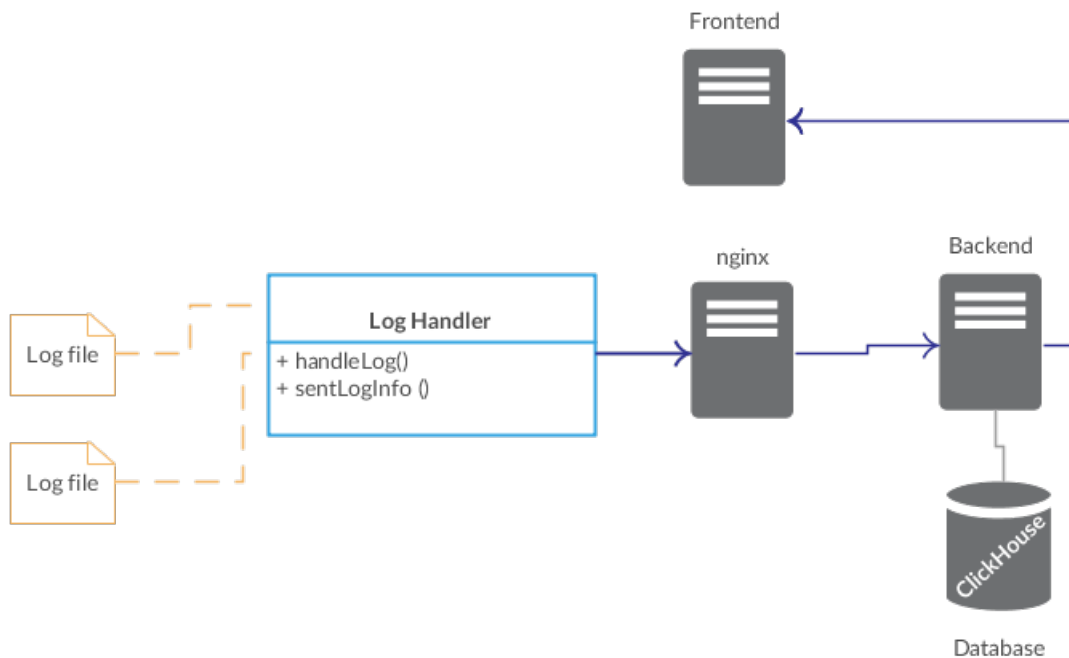 Frontend
nginx
Backend
Log file
Log Handler
+ handleLog()
+ sentLogInfo ()
Log file
ClickHouse
Database